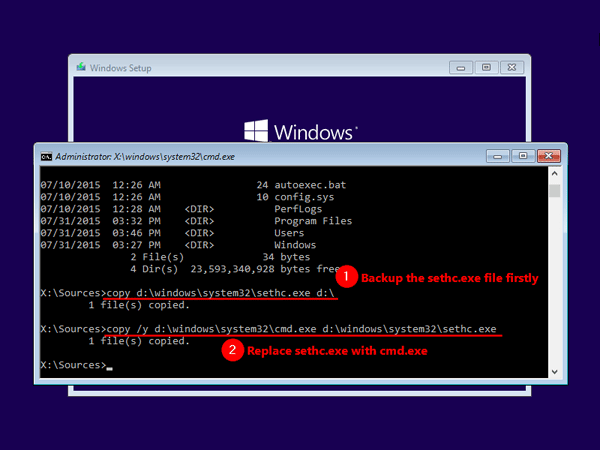 Windows Setup
Windows
Administrator: X:\windows\system32\cmd.exe
07/10/2015  12:26 AM                24 autoexec.bat
07/10/2015  12:26 AM                10 config.sys
07/10/2015  12:28 AM    <DIR>          PerfLogs
07/31/2015  03:32 PM    <DIR>          Program Files
07/31/2015  03:46 PM    <DIR>          Users
07/31/2015  03:27 PM    <DIR>          Windows
               2 File(s)             34 bytes
               4 Dir(s)  23,593,340,928 bytes free
1 Backup the sethc.exe file firstly
X:\Sources>copy d:\windows\system32\sethc.exe d:\
        1 file(s) copied.
X:\Sources>copy /y d:\windows\system32\cmd.exe d:\windows\system32\sethc.exe
        1 file(s) copied.
2 Replace sethc.exe with cmd.exe
X:\Sources>